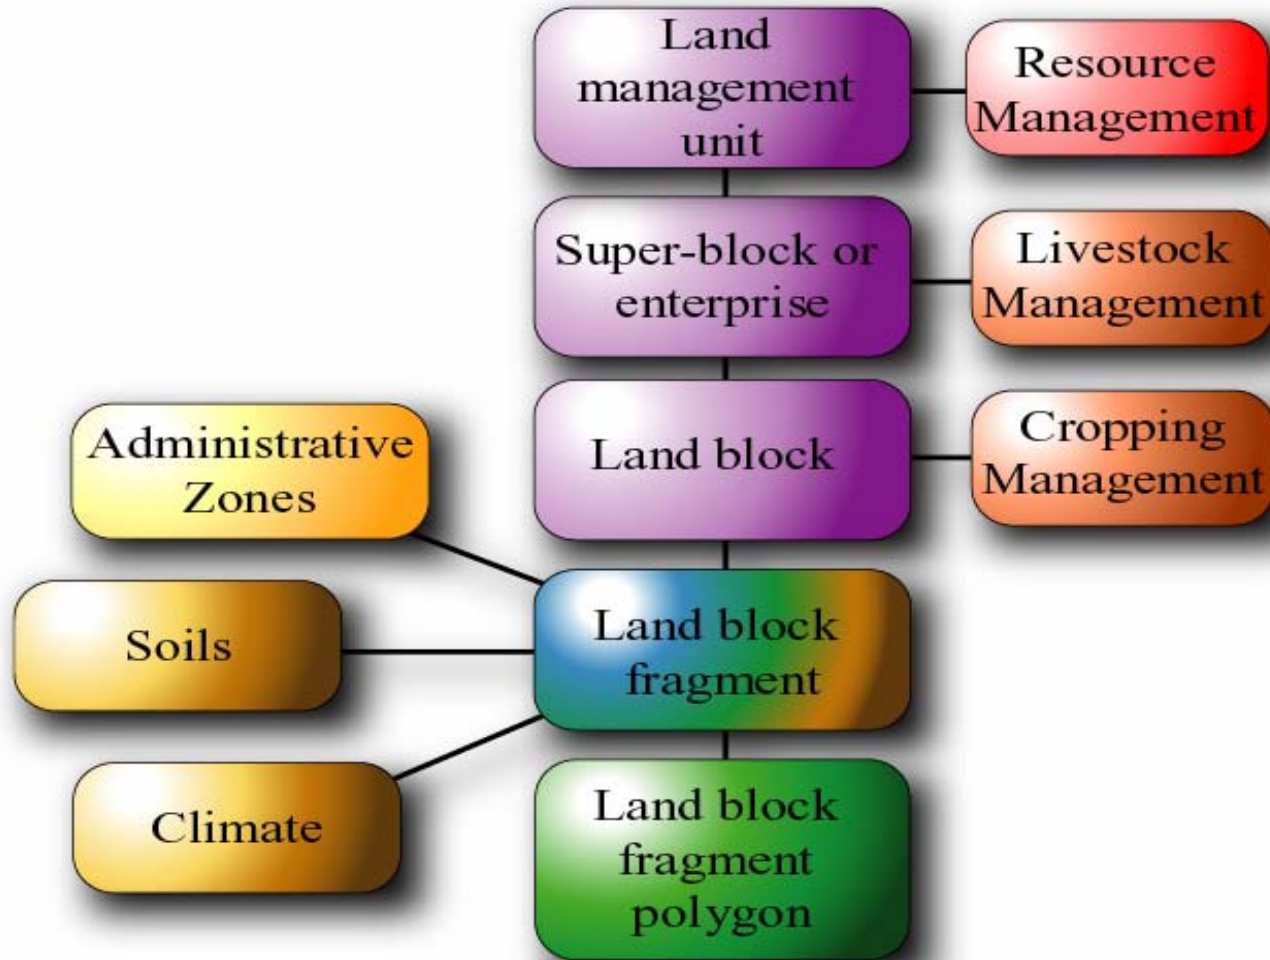 Land
management
unit
Resource
Management
Super-block or
enterprise
Livestock
Management
Land block
Cropping
Management
Administrative
Zones
Soils
Climate
Land block
fragment
Land block
fragment
polygon